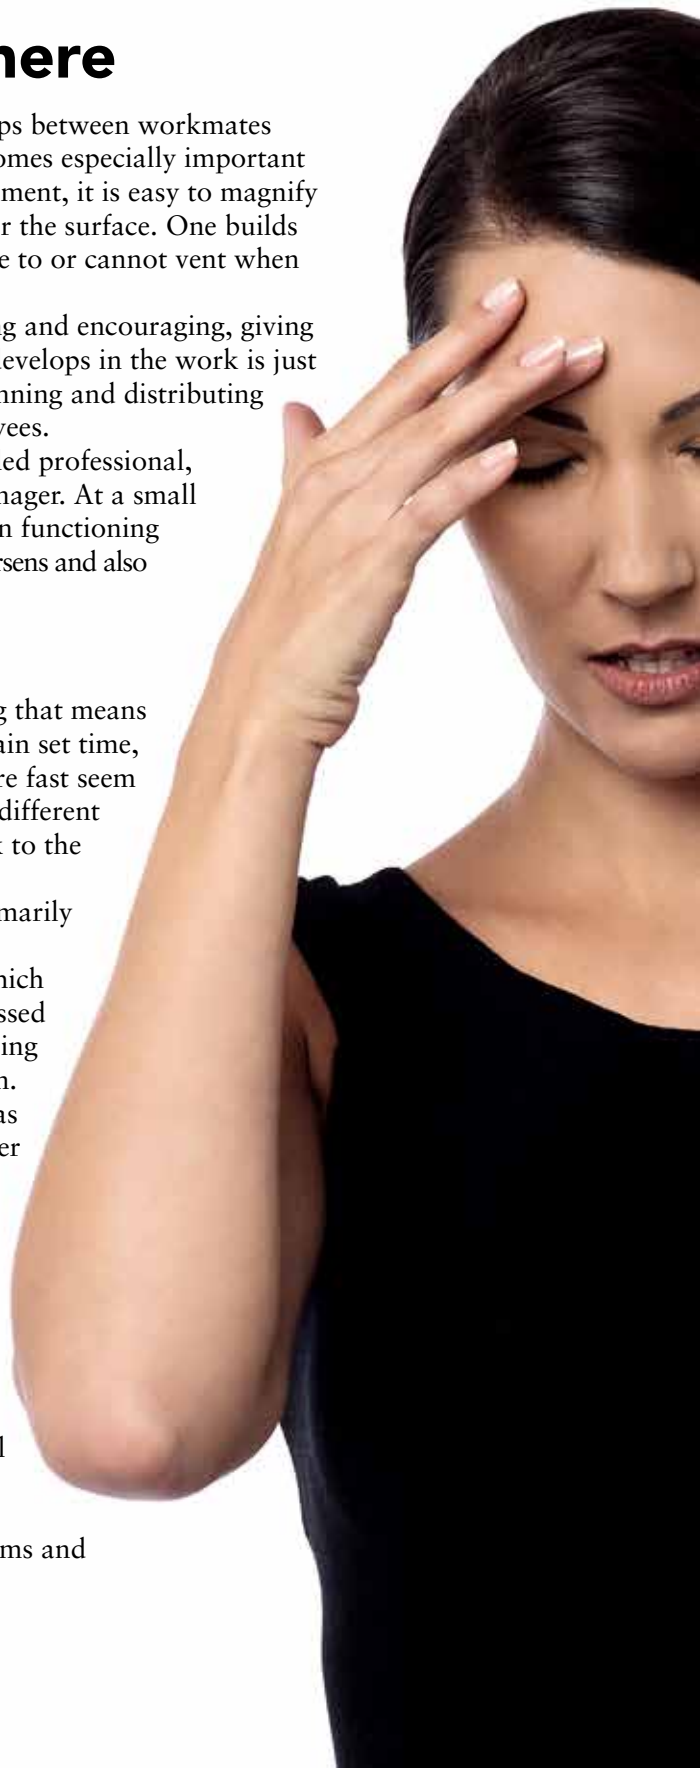 here
ps between workmates
omes especially important
ment, it is easy to magnify
r the surface. One builds
e to or cannot vent when
ng and encouraging, giving
develops in the work is just
nning and distributing
yees.
led professional,
nager. At a small
n functioning
rsens and also
g that means
ain set time,
re fast seem
different
k to the
marily
hich
ssed
ing
n.
as
er
l
ms and